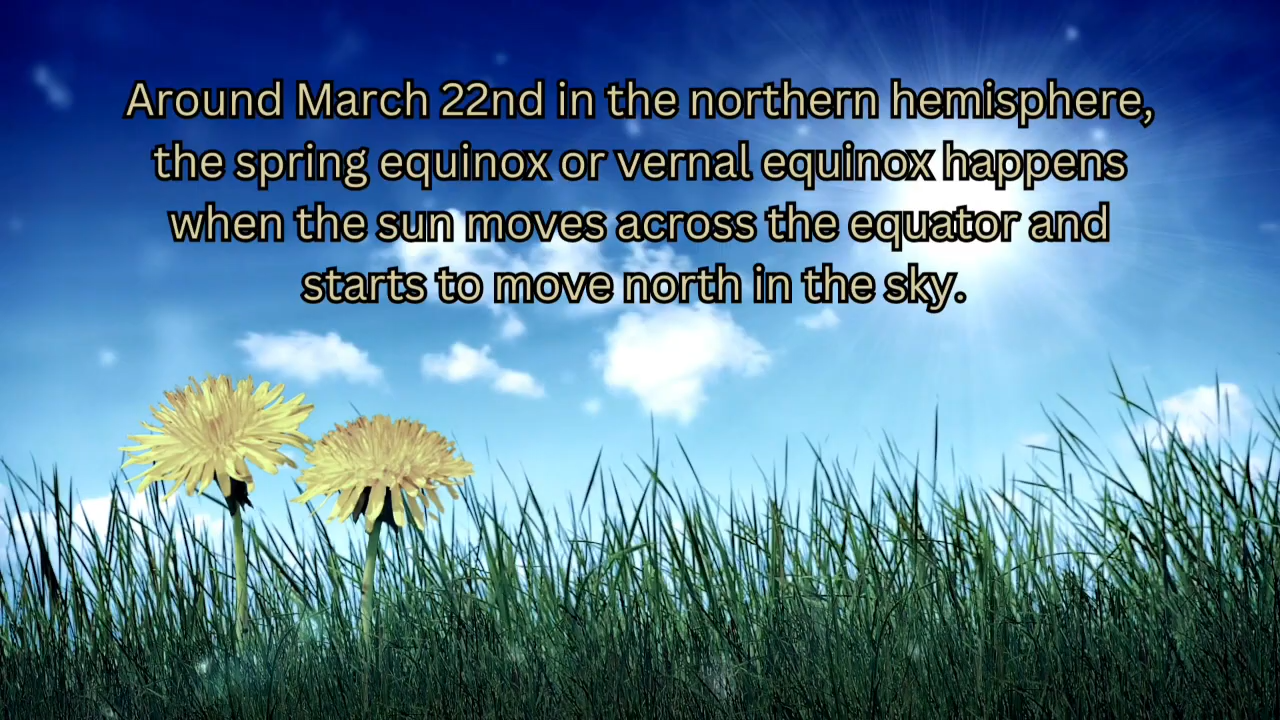 Around March 22nd in the northern hemisphere,
the spring equinox or vernal equinox happens
when the sun moves across the equator and
starts to move north in the sky.